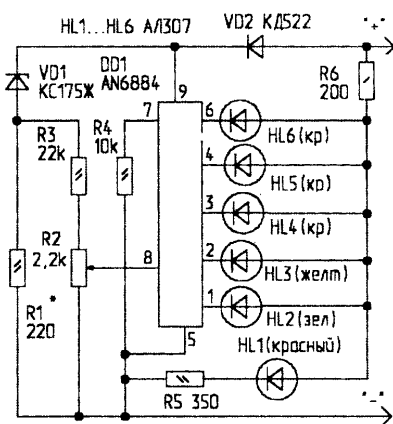 HL1...HL6 АЛ307
VD2 КД522
"+"
VD1
КС175Ж
DD1
AN6884
9
R6
200
R3
22k
R4
10k
7
6
HL6(кр)
4
HL5(кр)
3
HL4(кр)
R2
2,2k
8
2
HL3(желт)
1
HL2(зел)
R1*
220
5
HL1(красный)
R5 350
"-"